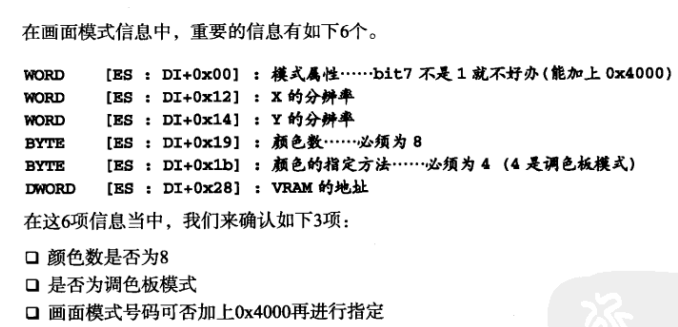 在画面模式信息中，重要的信息有如下6个。
WORD [ES : DI+0x00] : 模式属性……bit7 不是 1 就不好办(能加上 0x4000)
WORD [ES : DI+0x12] : X 的分辨率
WORD [ES : DI+0x14] : Y 的分辨率
BYTE [ES : DI+0x19] : 颜色数……必须为 8
BYTE [ES : DI+0x1b] : 颜色的指定方法……必须为 4 (4 是调色板模式)
DWORD [ES : DI+0x28] : VRAM 的地址
在这6项信息当中，我们来确认如下3项：
❑ 颜色数是否为8
❑ 是否为调色板模式
❑ 画面模式号码可否加上0x4000再进行指定